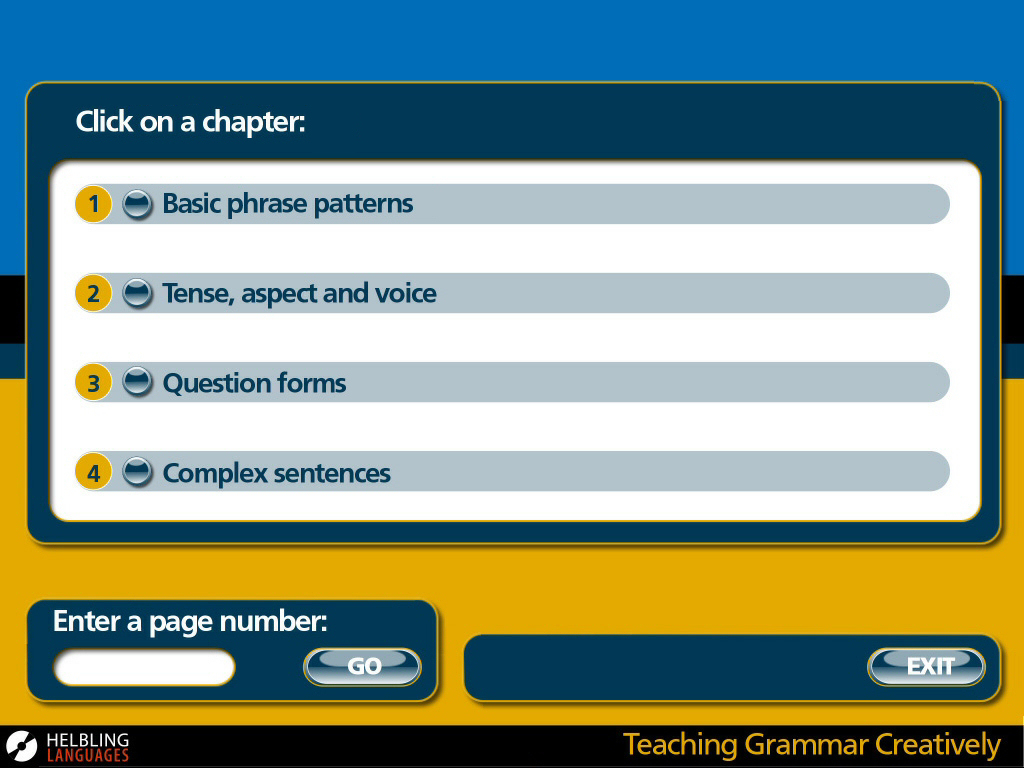 Click on a chapter:
1 Basic phrase patterns
2 Tense, aspect and voice
3 Question forms
4 Complex sentences
Enter a page number:
GO
EXIT
HELBLING
LANGUAGES
Teaching Grammar Creatively